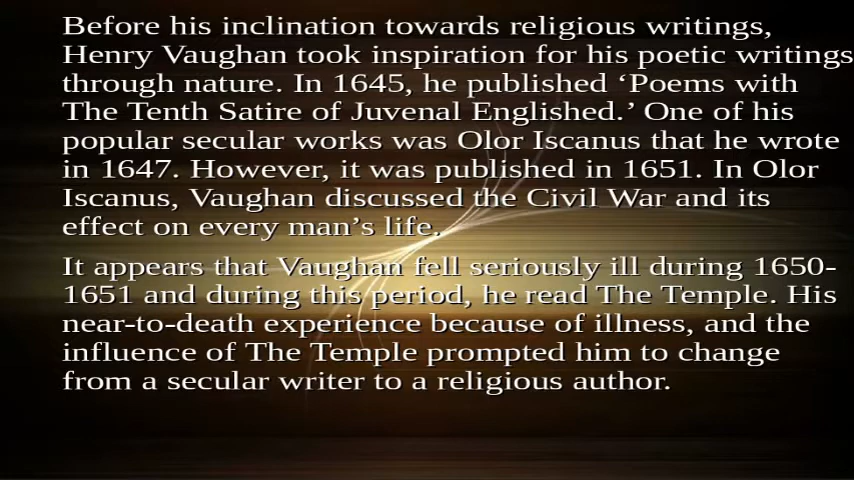 Before his inclination towards religious writings,
Henry Vaughan took inspiration for his poetic writings
through nature. In 1645, he published ‘Poems with
The Tenth Satire of Juvenal Englished.’ One of his
popular secular works was Olor Iscanus that he wrote
in 1647. However, it was published in 1651. In Olor
Iscanus, Vaughan discussed the Civil War and its
effect on every man’s life.
It appears that Vaughan fell seriously ill during 1650-
1651 and during this period, he read The Temple. His
near-to-death experience because of illness, and the
influence of The Temple prompted him to change
from a secular writer to a religious author.